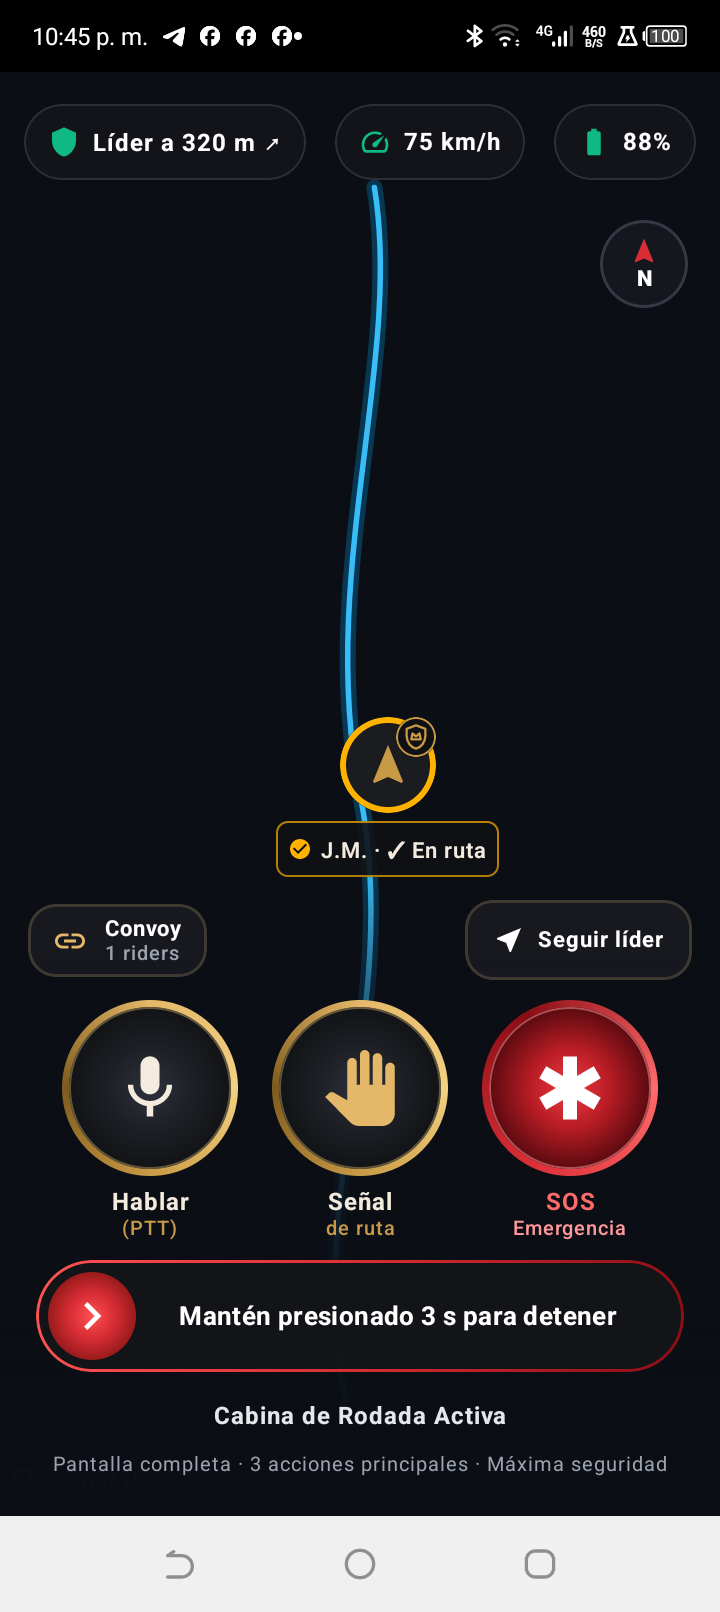 10:45 p. m.
4G
460 B/S
100
Líder a 320 m ↗
75 km/h
88%
N
J.M. · ✓ En ruta
Convoy
1 riders
Seguir líder
Hablar
(PTT)
Señal
de ruta
SOS
Emergencia
Mantén presionado 3 s para detener
Cabina de Rodada Activa
Pantalla completa · 3 acciones principales · Máxima seguridad